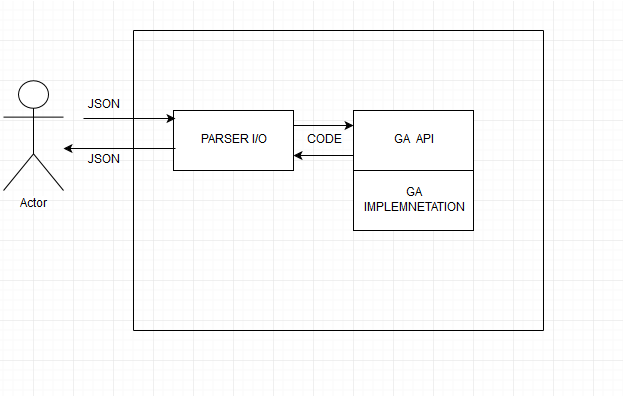 JSON
PARSER I/O
CODE
GA API
JSON
GA
IMPLEMNETATION
Actor